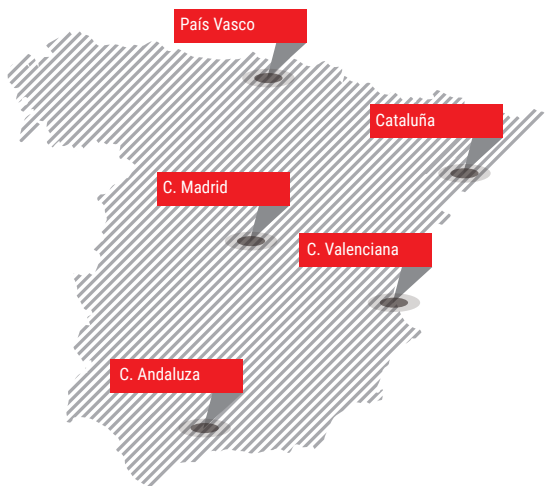 País Vasco
Cataluña
C. Madrid
C. Valenciana
C. Andaluza